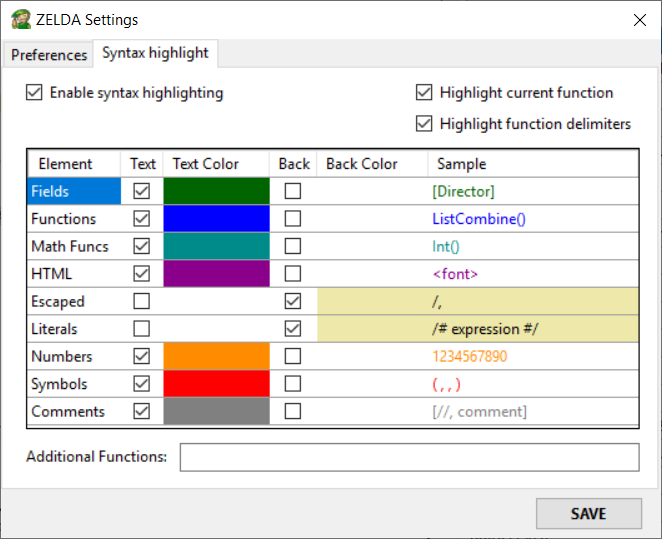 ZELDA Settings
Preferences Syntax highlight
Enable syntax highlighting Highlight current function
Highlight function delimiters
Element Text Text Color Back Back Color Sample
Fields [Director]
Functions ListCombine()
Math Funcs Int()
HTML <font>
Escaped /,
Literals /# expression #/
Numbers 1234567890
Symbols ( , , )
Comments [//, comment]
Additional Functions:
SAVE